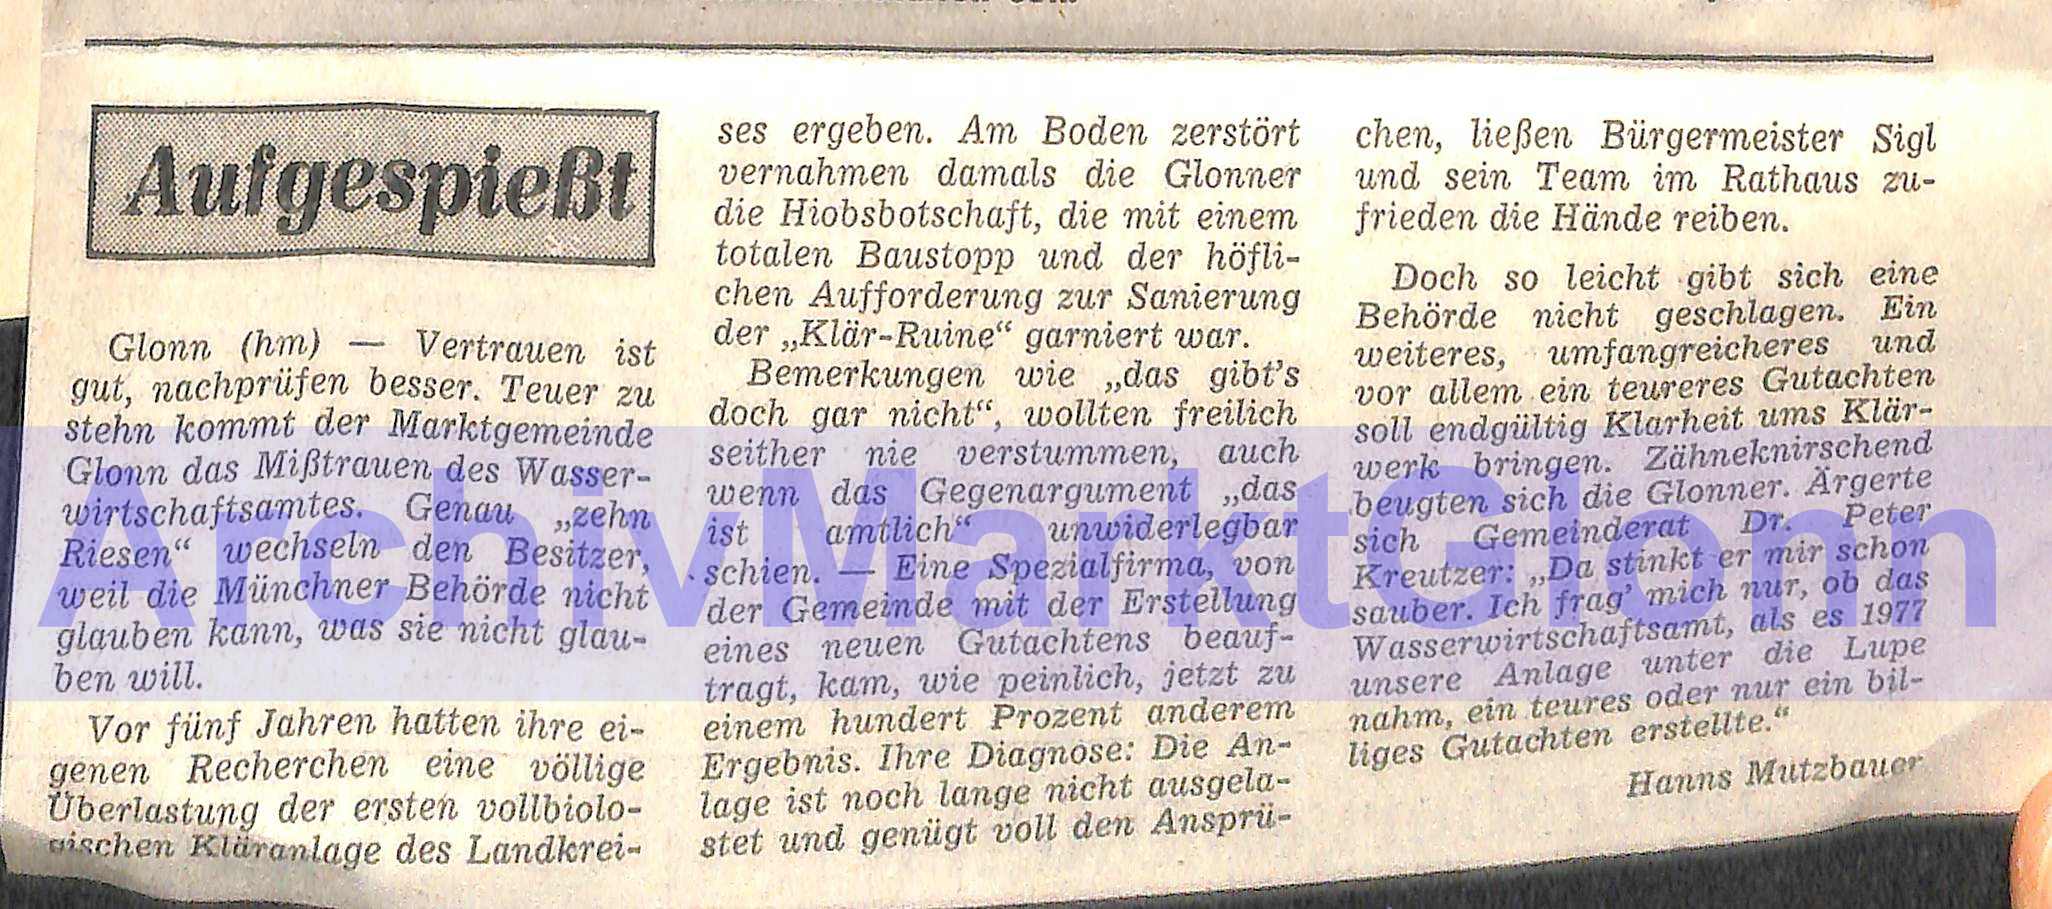 Aufgespießt
Glonn (hm) — Vertrauen ist
gut, nachprüfen besser. Teuer zu
stehn kommt der Marktgemeinde
Glonn das Mißtrauen des Wasser-
wirtschaftsamtes. Genau „zehn
Riesen“ wechseln den Besitzer,
weil die Münchner Behörde nicht
glauben kann, was sie nicht glau-
ben will.
Vor fünf Jahren hatten ihre ei-
genen Recherchen eine völlige
Überlastung der ersten vollbiolo-
gischen Kläranlage des Landkrei-
ses ergeben. Am Boden zerstört
vernahmen damals die Glonner
die Hiobsbotschaft, die mit einem
totalen Baustopp und der höfli-
chen Aufforderung zur Sanierung
der „Klär-Ruine“ garniert war.
Bemerkungen wie „das gibt's
doch gar nicht“, wollten freilich
seither nie verstummen, auch
wenn das Gegenargument „das
ist amtlich“ unwiderlegbar
schien. — Eine Spezialfirma, von
der Gemeinde mit der Erstellung
eines neuen Gutachtens beauf-
tragt, kam, wie peinlich, jetzt zu
einem hundert Prozent anderem
Ergebnis. Ihre Diagnose: Die An-
lage ist noch lange nicht ausgela-
stet und genügt voll den Ansprü-
chen, ließen Bürgermeister Sigl
und sein Team im Rathaus zu-
frieden die Hände reiben.
Doch so leicht gibt sich eine
Behörde nicht geschlagen. Ein
weiteres, umfangreicheres und
vor allem ein teureres Gutachten
soll endgültig Klarheit ums Klär-
werk bringen. Zähneknirschend
beugten sich die Glonner. Ärgerte
sich Gemeinderat Dr. Peter
Kreutzer: „Da stinkt er mir schon
sauber. Ich frag' mich nur, ob das
Wasserwirtschaftsamt, als es 1977
unsere Anlage unter die Lupe
nahm, ein teures oder nur ein bil-
liges Gutachten erstellte.“
Hanns Mutzbauer
ArchivMarktGlonn